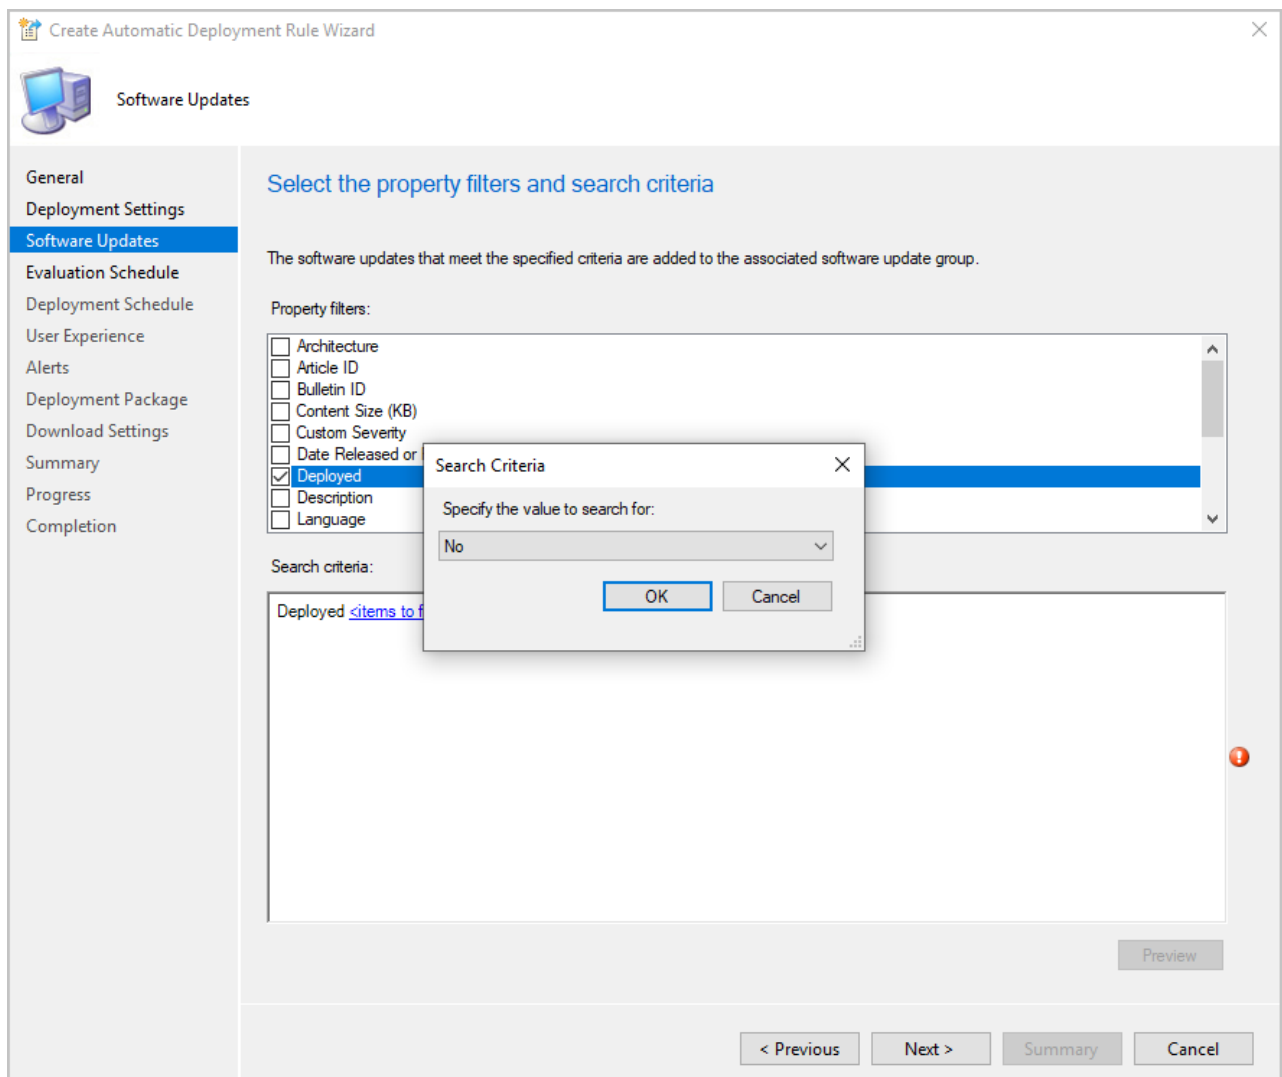 Create Automatic Deployment Rule Wizard
Software Updates
General
Deployment Settings
Software Updates
Evaluation Schedule
Deployment Schedule
User Experience
Alerts
Deployment Package
Download Settings
Summary
Progress
Completion
Select the property filters and search criteria
The software updates that meet the specified criteria are added to the associated software update group.
Property filters:
Architecture
Article ID
Bulletin ID
Content Size (KB)
Custom Severity
Date Released or
Deployed
Description
Language
Search criteria:
Deployed <items to
Search Criteria
Specify the value to search for:
No
OK Cancel
Preview
< Previous Next > Summary Cancel